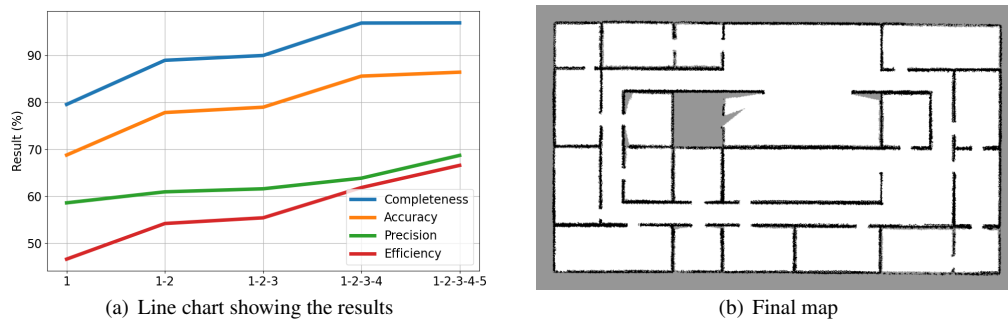 90
80
70
60
50
Result (%)
Completeness
Accuracy
Precision
Efficiency
1
1-2
1-2-3
1-2-3-4
1-2-3-4-5
(a) Line chart showing the results
(b) Final map